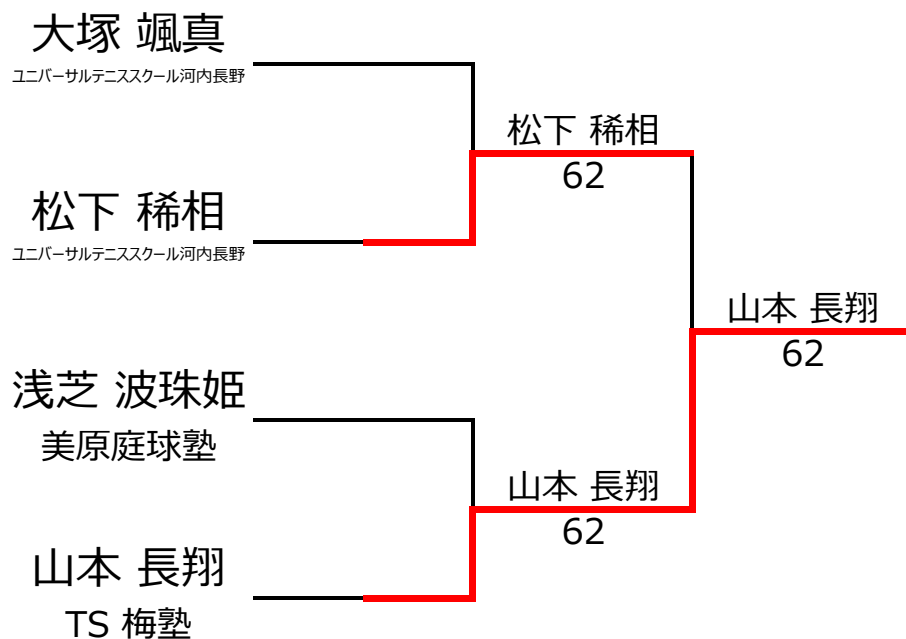 大塚 颯真
ユニバーサルテニススクール河内長野
松下 稀相
62
松下 稀相
ユニバーサルテニススクール河内長野
山本 長翔
62
浅芝 波珠姫
美原庭球塾
山本 長翔
62
山本 長翔
TS 梅塾